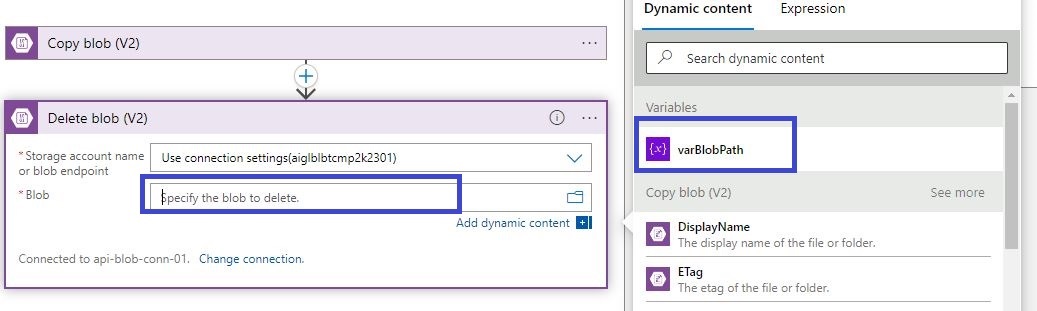 Copy blob (V2)
Delete blob (V2)
*Storage account name
or blob endpoint
Use connection settings(aiglblbtcmp2k2301)
*Blob
Specify the blob to delete.
Add dynamic content
Connected to api-blob-conn-01. Change connection.
Dynamic content
Expression
Search dynamic content
Variables
{x}
varBlobPath
Copy blob (V2)
See more
DisplayName
The display name of the file or folder.
ETag
The etag of the file or folder.